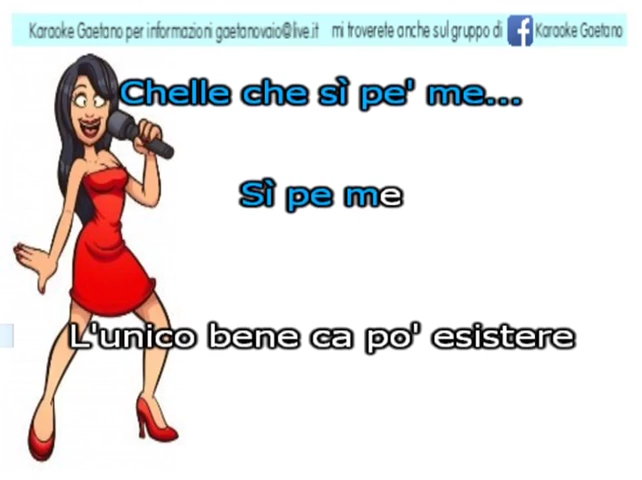 Karaoke Gaetano per informazioni gaetanovaio@live.it mi troverete anche sul gruppo di f Karaoke Gaetano
Chelle che sì pe' me...
Sì pe me
L'unico bene ca po' esistere